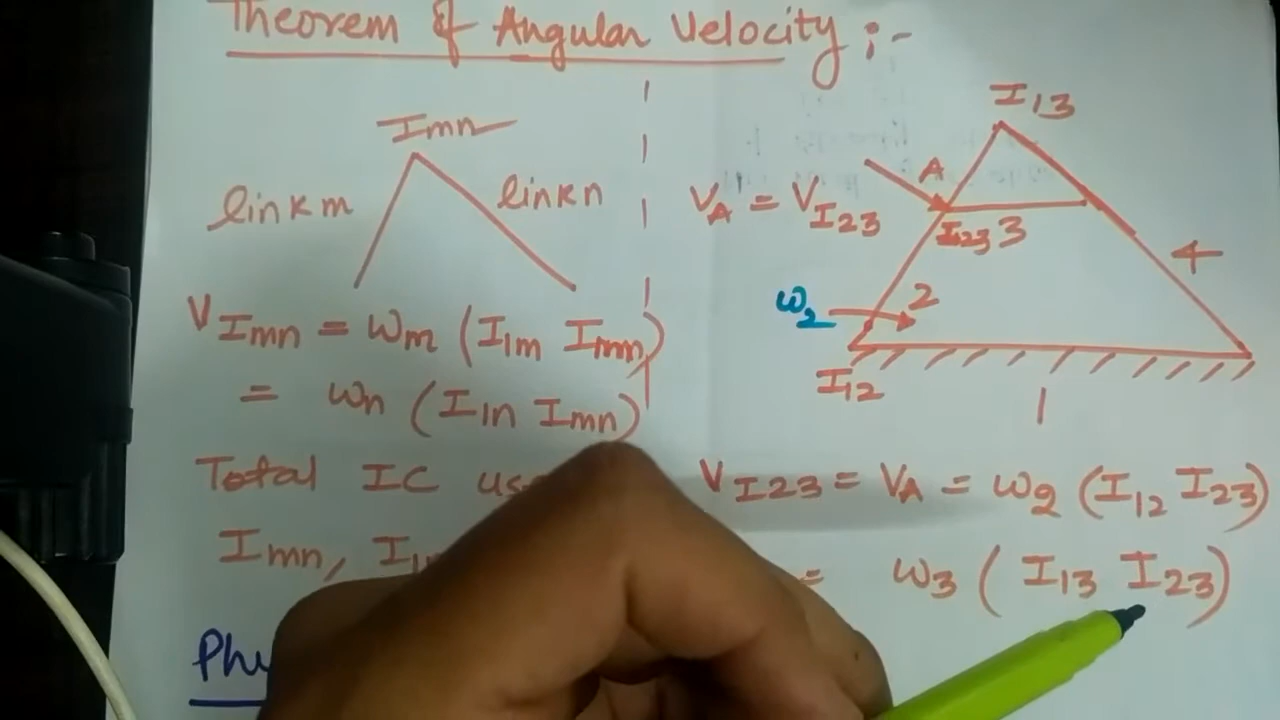 Theorem of Angular Velocity :-
Imn
link m
link n
V Imn = ωm (I1m Imn)
= ωn (I1n Imn)
Total IC
Imn,
I13
A
VA = VI23
I23 3
4
ω2
2
I12
1
VI23 = VA = ω2 (I12 I23)
= ω3 (I13 I23)